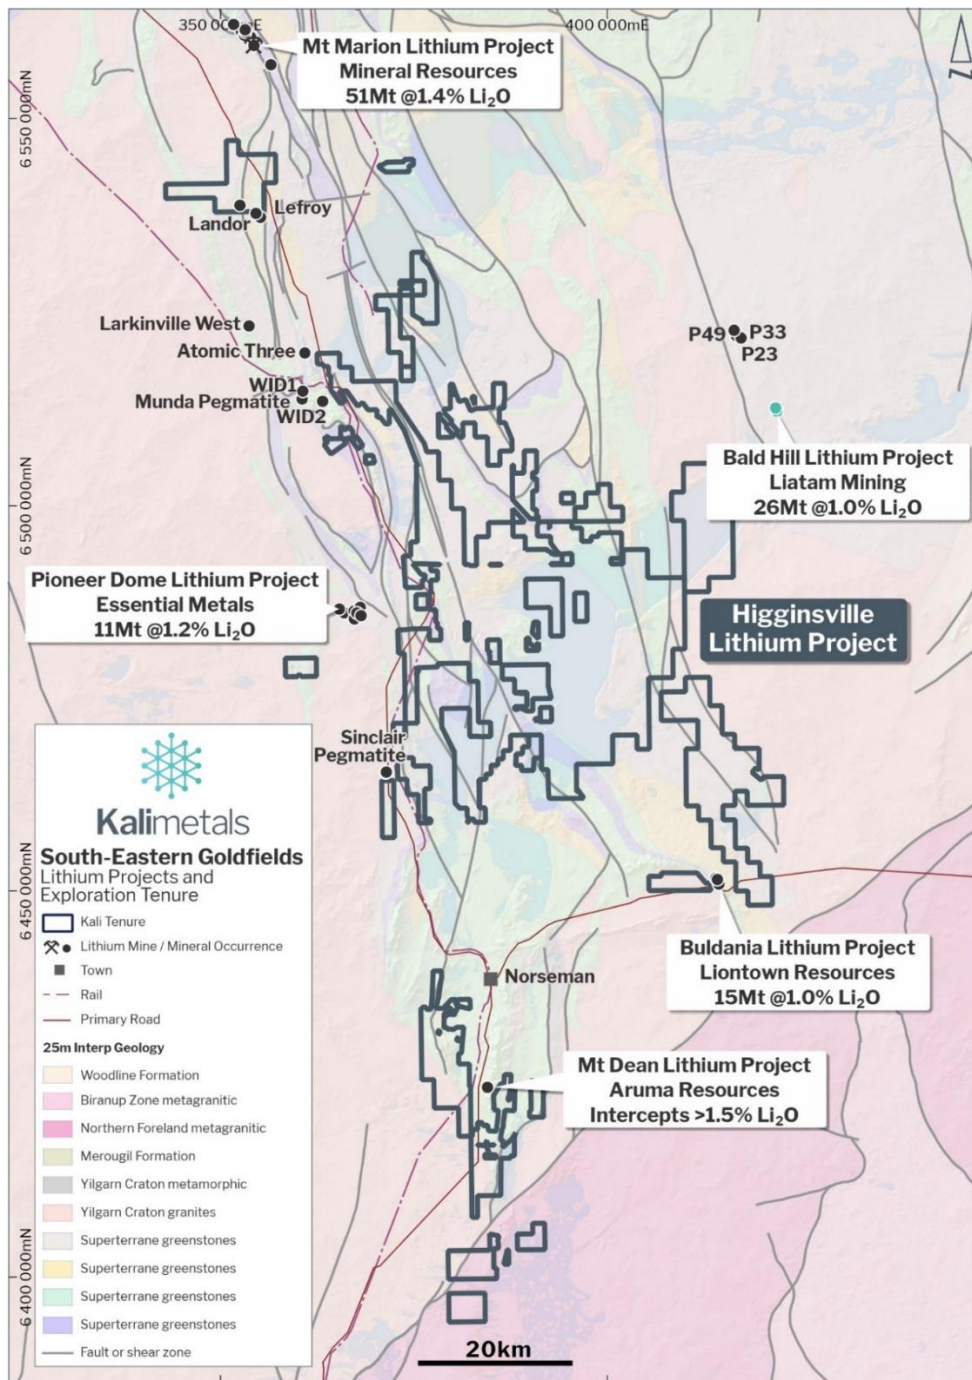 350 000mE
400 000mE
Z
Mt Marion Lithium Project
Mineral Resources
51Mt @1.4% Li₂O
6 550 000mN
Lefroy
Landor
Larkinville West
Atomic Three
P49
P33
P23
WID1
Munda Pegmatite
WID2
Bald Hill Lithium Project
Liatam Mining
26Mt @1.0% Li₂O
6 500 000mN
Pioneer Dome Lithium Project
Essential Metals
11Mt @1.2% Li₂O
Higginsville
Lithium Project
Sinclair
Pegmatite
Kalimetals
South-Eastern Goldfields
Lithium Projects and
Exploration Tenure
Kali Tenure
Lithium Mine / Mineral Occurrence
Town
Rail
Primary Road
25m Interp Geology
Woodline Formation
Biranup Zone metagranitic
Northern Foreland metagranitic
Merougil Formation
Yilgarn Craton metamorphic
Yilgarn Craton granites
Superterrane greenstones
Superterrane greenstones
Superterrane greenstones
Superterrane greenstones
Fault or shear zone
6 450 000mN
Buldania Lithium Project
Liontown Resources
15Mt @1.0% Li₂O
Norseman
Mt Dean Lithium Project
Aruma Resources
Intercepts >1.5% Li₂O
6 400 000mN
20km